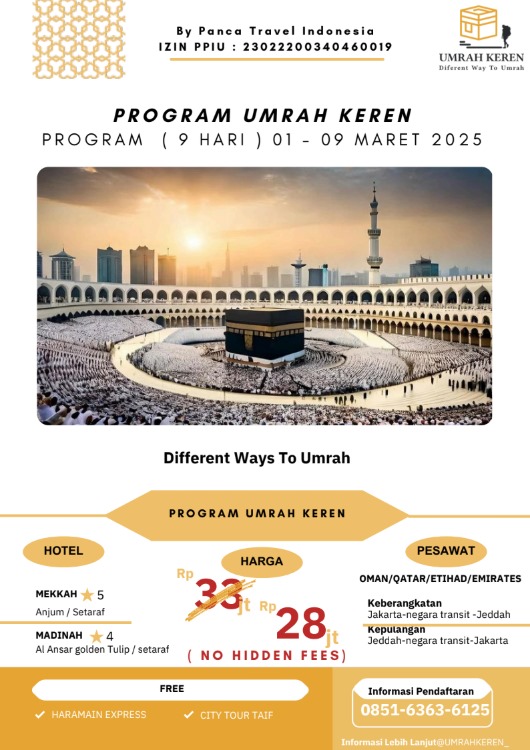 By Panca Travel Indonesia
IZIN PPIU : 23022200340460019
UMRAH KEREN
Diferent Way To Umrah
PROGRAM UMRAH KEREN
PROGRAM ( 9 HARI ) 01 - 09 MARET 2025
Different Ways To Umrah
PROGRAM UMRAH KEREN
HOTEL
MEKKAH 5
Anjum / Setaraf
MADINAH 4
Al Ansar golden Tulip / setaraf
HARGA
Rp 33 jt
Rp 28 jt
( NO HIDDEN FEES)
PESAWAT
OMAN/QATAR/ETIHAD/EMIRATES
Keberangkatan
Jakarta-negara transit -Jeddah
Kepulangan
Jeddah-negara transit-Jakarta
FREE
HARAMAIN EXPRESS
CITY TOUR TAIF
Informasi Pendaftaran
0851-6363-6125
Informasi Lebih Lanjut@UMRAHKEREN_